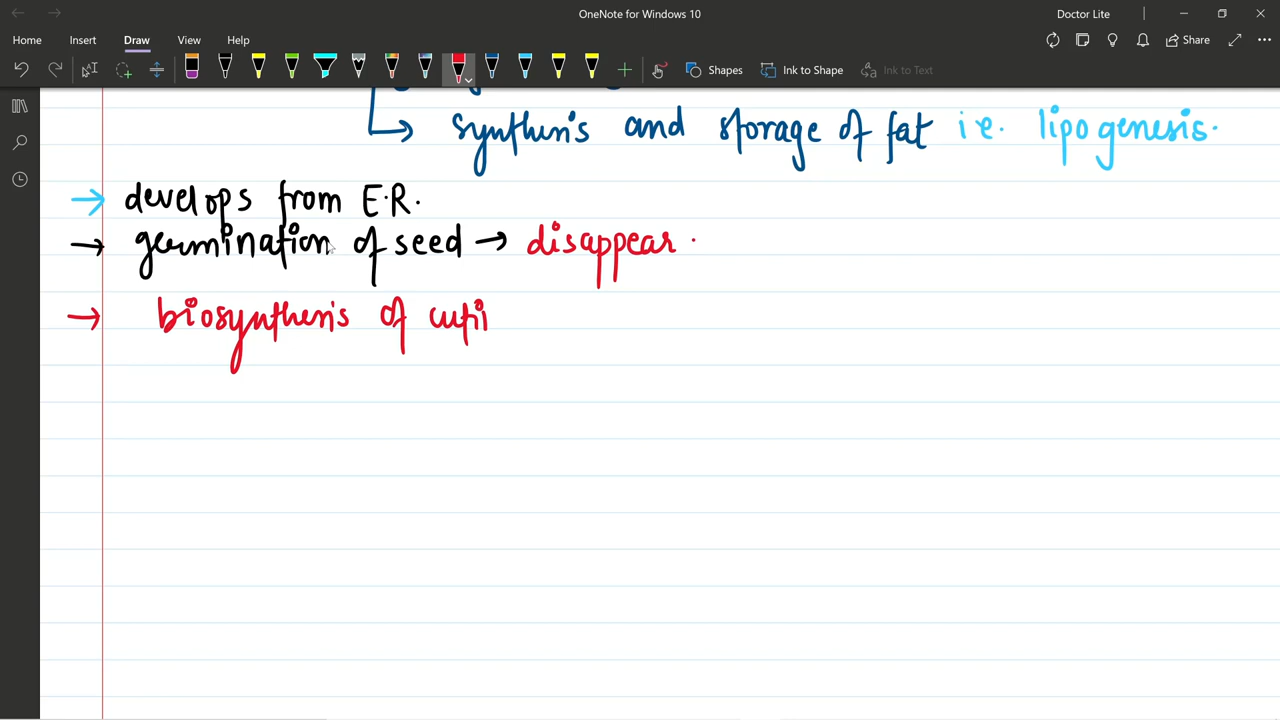 OneNote for Windows 10
Doctor Lite
Home Insert Draw View Help
Share
Shapes
Ink to Shape
Ink to Text
synthesis and storage of fat i.e. lipogenesis.
→ develops from E.R.
→ germination of seed → disappear.
→ biosynthesis of cuti